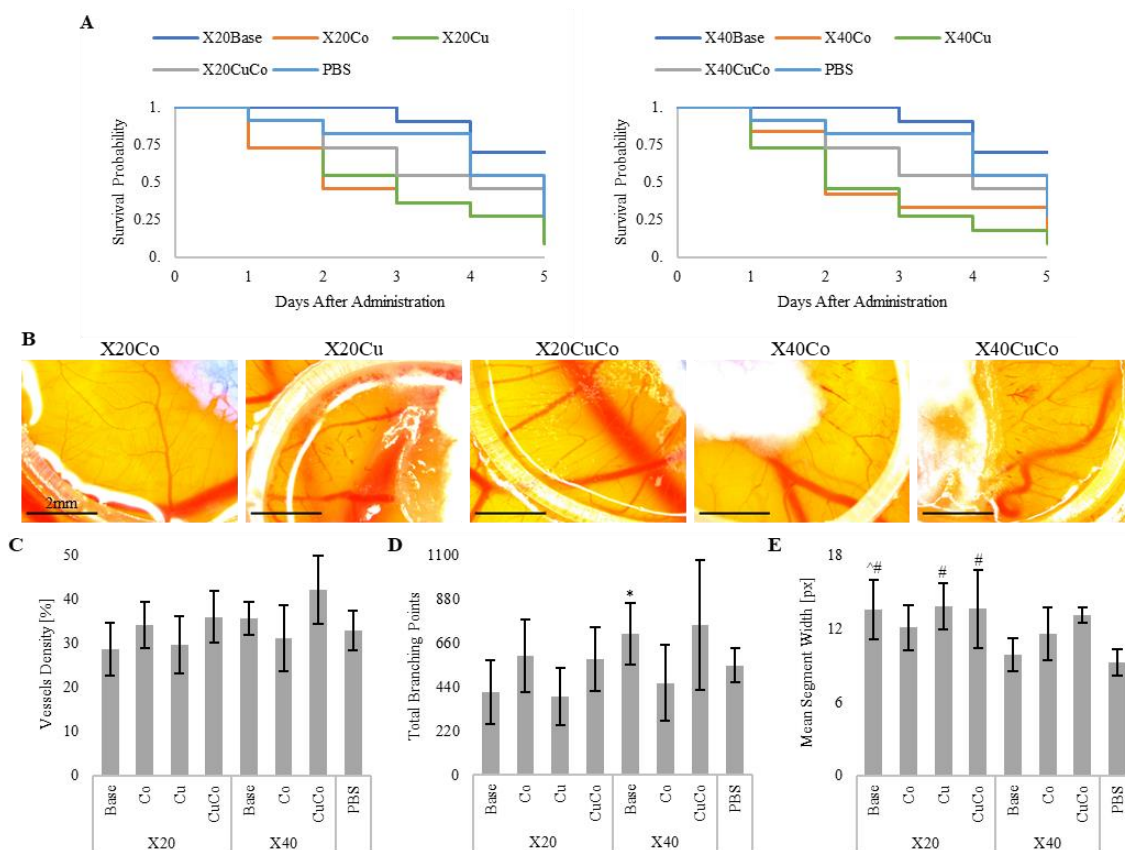 A
X20Base X20Co X20Cu
X20CuCo PBS
X40Base X40Co X40Cu
X40CuCo PBS
Survival Probability
1.
0.75
0.5
0.25
0.
0 1 2 3 4 5
Days After Administration
Survival Probability
1.
0.75
0.5
0.25
0.
0 1 2 3 4 5
Days After Administration
B
X20Co X20Cu X20CuCo X40Co X40CuCo
2mm
C
Vessels Density [%]
50
40
30
20
10
0
Base Co Cu CuCo Base Co CuCo PBS
X20 X40
D
Total Branching Points
1100
880
660
440
220
0
*
Base Co Cu CuCo Base Co CuCo PBS
X20 X40
E
Mean Segment Width [px]
18
12
6
0
^# # #
Base Co Cu CuCo Base Co CuCo PBS
X20 X40